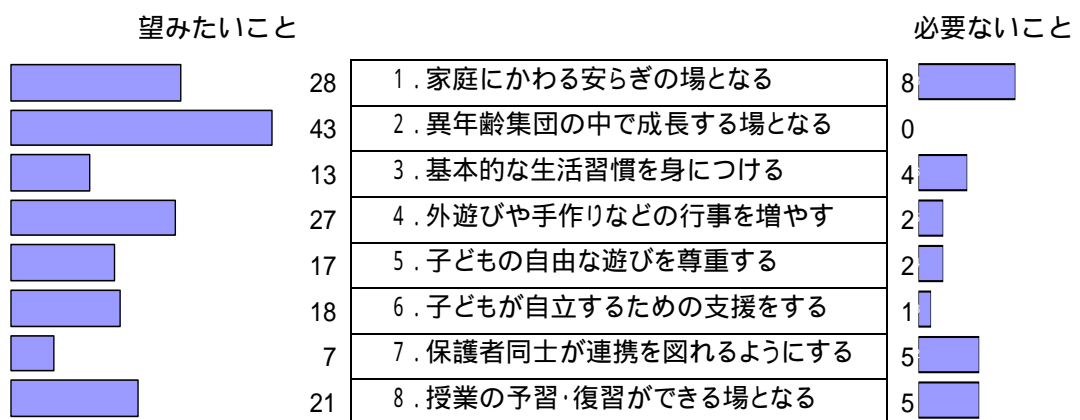 望みたいこと 必要ないこと
28 1．家庭にかわる安らぎの場となる 8
43 2．異年齢集団の中で成長する場となる 0
13 3．基本的な生活習慣を身につける 4
27 4．外遊びや手作りなどの行事を増やす 2
17 5．子どもの自由な遊びを尊重する 2
18 6．子どもが自立するための支援をする 1
7 7．保護者同士が連携を図れるようにする 5
21 8．授業の予習･復習ができる場となる 5